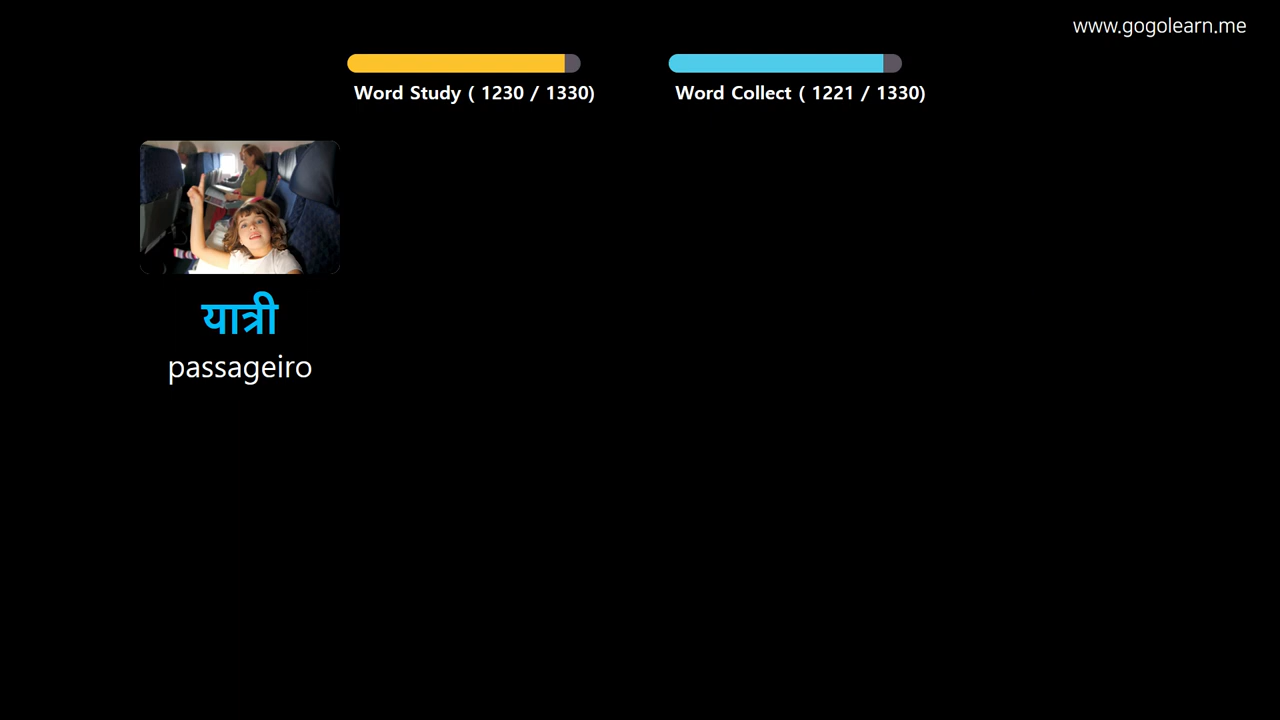 www.gogolearn.me
Word Study ( 1230 / 1330)
Word Collect ( 1221 / 1330)
यात्री
passageiro